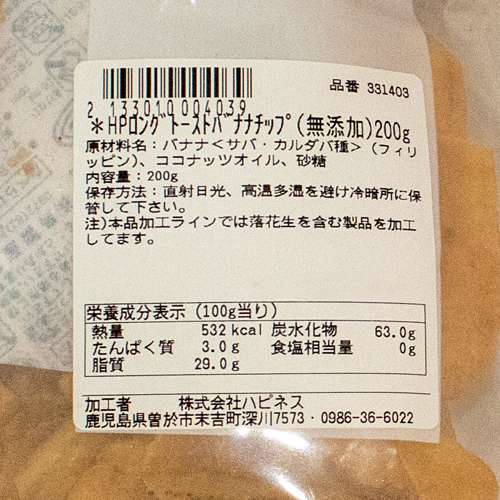 品番 331403
2 133010 004039
*HPロングトーストバナナチップ(無添加)200g
原材料名:バナナ<サバ・カルダバ種>(フィリ
ッピン)、ココナッツオイル、砂糖
内容量:200g
保存方法:直射日光、高温多湿を避け冷暗所に保
管して下さい。
注)本品加工ラインでは落花生を含む製品を加工
してます。
栄養成分表示(100g当り)
熱量 532kcal 炭水化物 63.0g
たんぱく質 3.0g 食塩相当量 0g
脂質 29.0g
加工者 株式会社ハピネス
鹿児島県曽於市末吉町深川7573・0986-36-6022